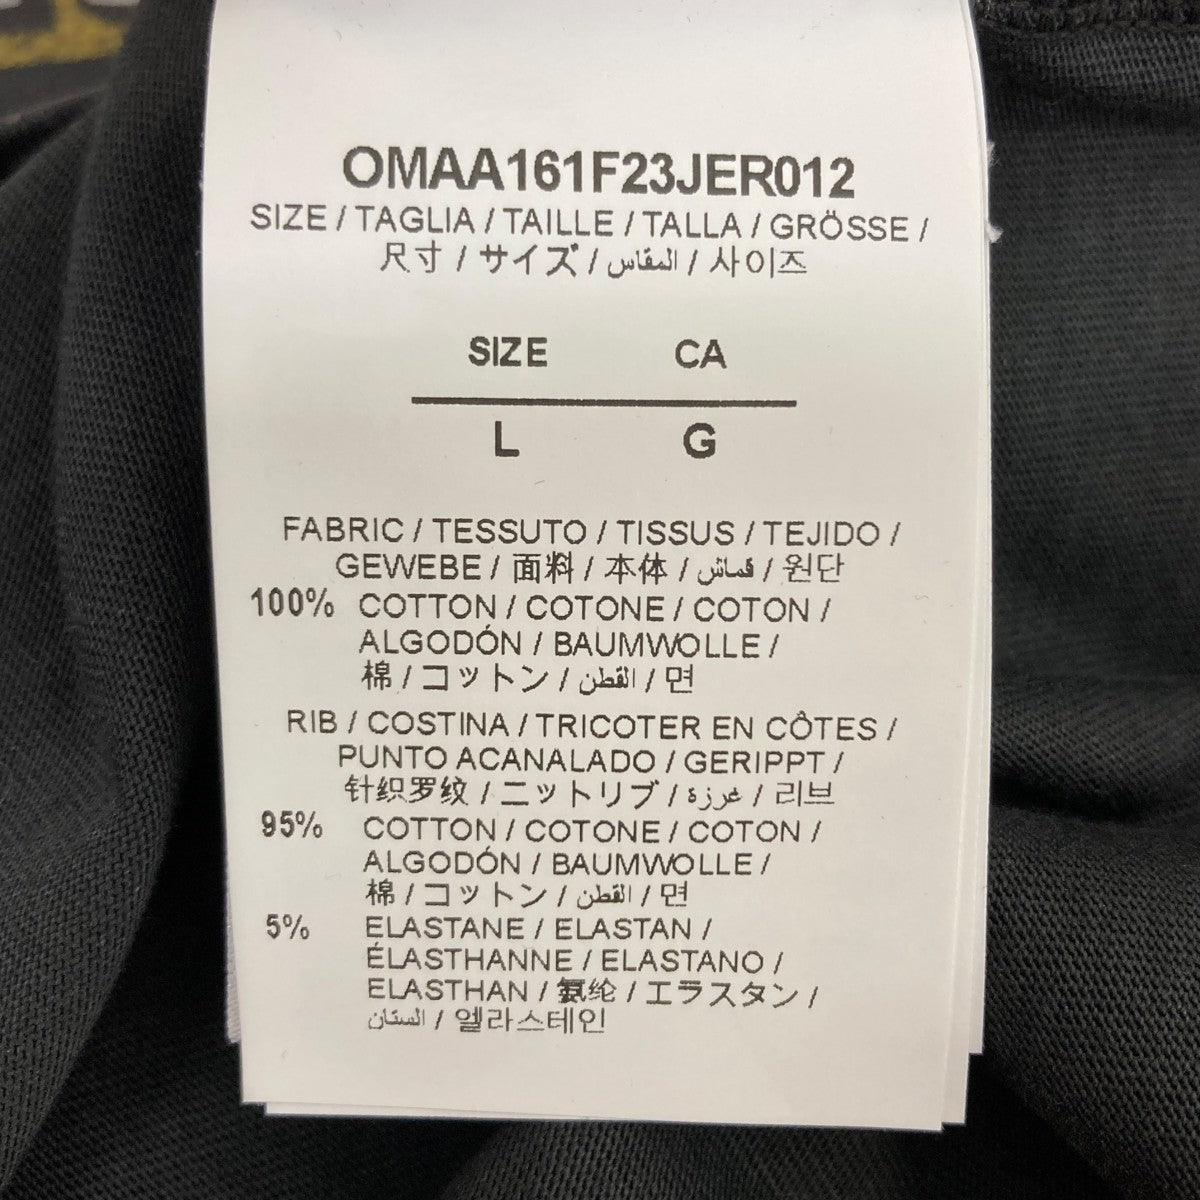 OMAA161F23JER012
SIZE / TAGLIA / TAILLE / TALLA / GRÖSSE /
尺寸 / サイズ / المقاس / 사이즈
SIZE CA
L G
FABRIC / TESSUTO / TISSUS / TEJIDO /
GEWEBE / 面料 / 本体 / قماش / 원단
100% COTTON / COTONE / COTON /
ALGODÓN / BAUMWOLLE /
棉 / コットン / القطن / 면
RIB / COSTINA / TRICOTER EN CÔTES /
PUNTO ACANALADO / GERIPPT /
针织罗纹 / ニットリブ / غرزة / 리브
95% COTTON / COTONE / COTON /
ALGODÓN / BAUMWOLLE /
棉 / コットン / القطن / 면
5% ELASTANE / ELASTAN /
ÉLASTHANNE / ELASTANO /
ELASTHAN / 氨纶 / エラスタン /
الستان / 엘라스테인